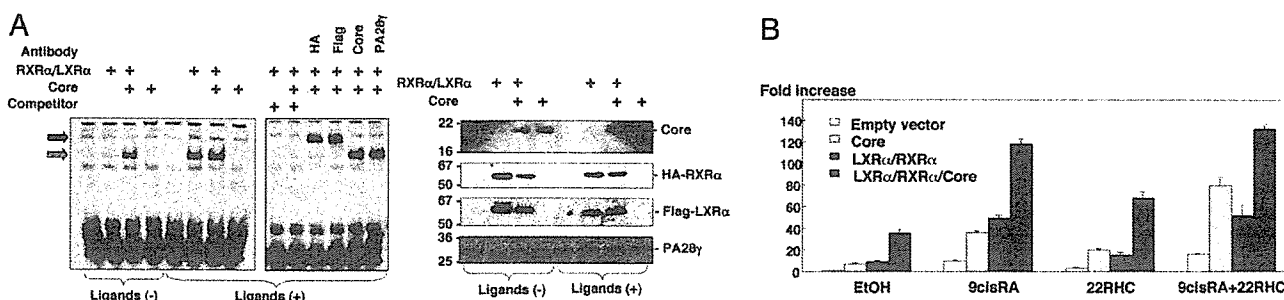 A
Antibody
HA
Flag
Core
PA28γ
RXRα/LXRα + + + + + + + + + +
Core + + + + + + + + +
Competitor + +
Ligands (-)
Ligands (+)
RXRα/LXRα + + + +
Core + + + +
22
16
Core
67
50
HA-RXRα
67
50
Flag-LXRα
36
25
PA28γ
Ligands (-)
Ligands (+)
B
Fold increase
140
120
100
80
60
40
20
0
Empty vector
Core
LXRα/RXRα
LXRα/RXRα/Core
EtOH
9cisRA
22RHC
9cisRA+22RHC